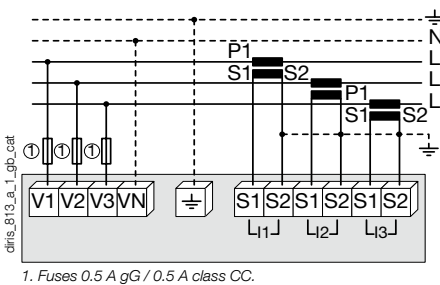 N
P1
L
S1 S2
L
P1
L
S1 S2
① ① ①
diris_813_a_1_gb_cat
V1 V2 V3 VN S1 S2 S1 S2 S1 S2
I1 I2 I3
1. Fuses 0.5 A gG / 0.5 A class CC.